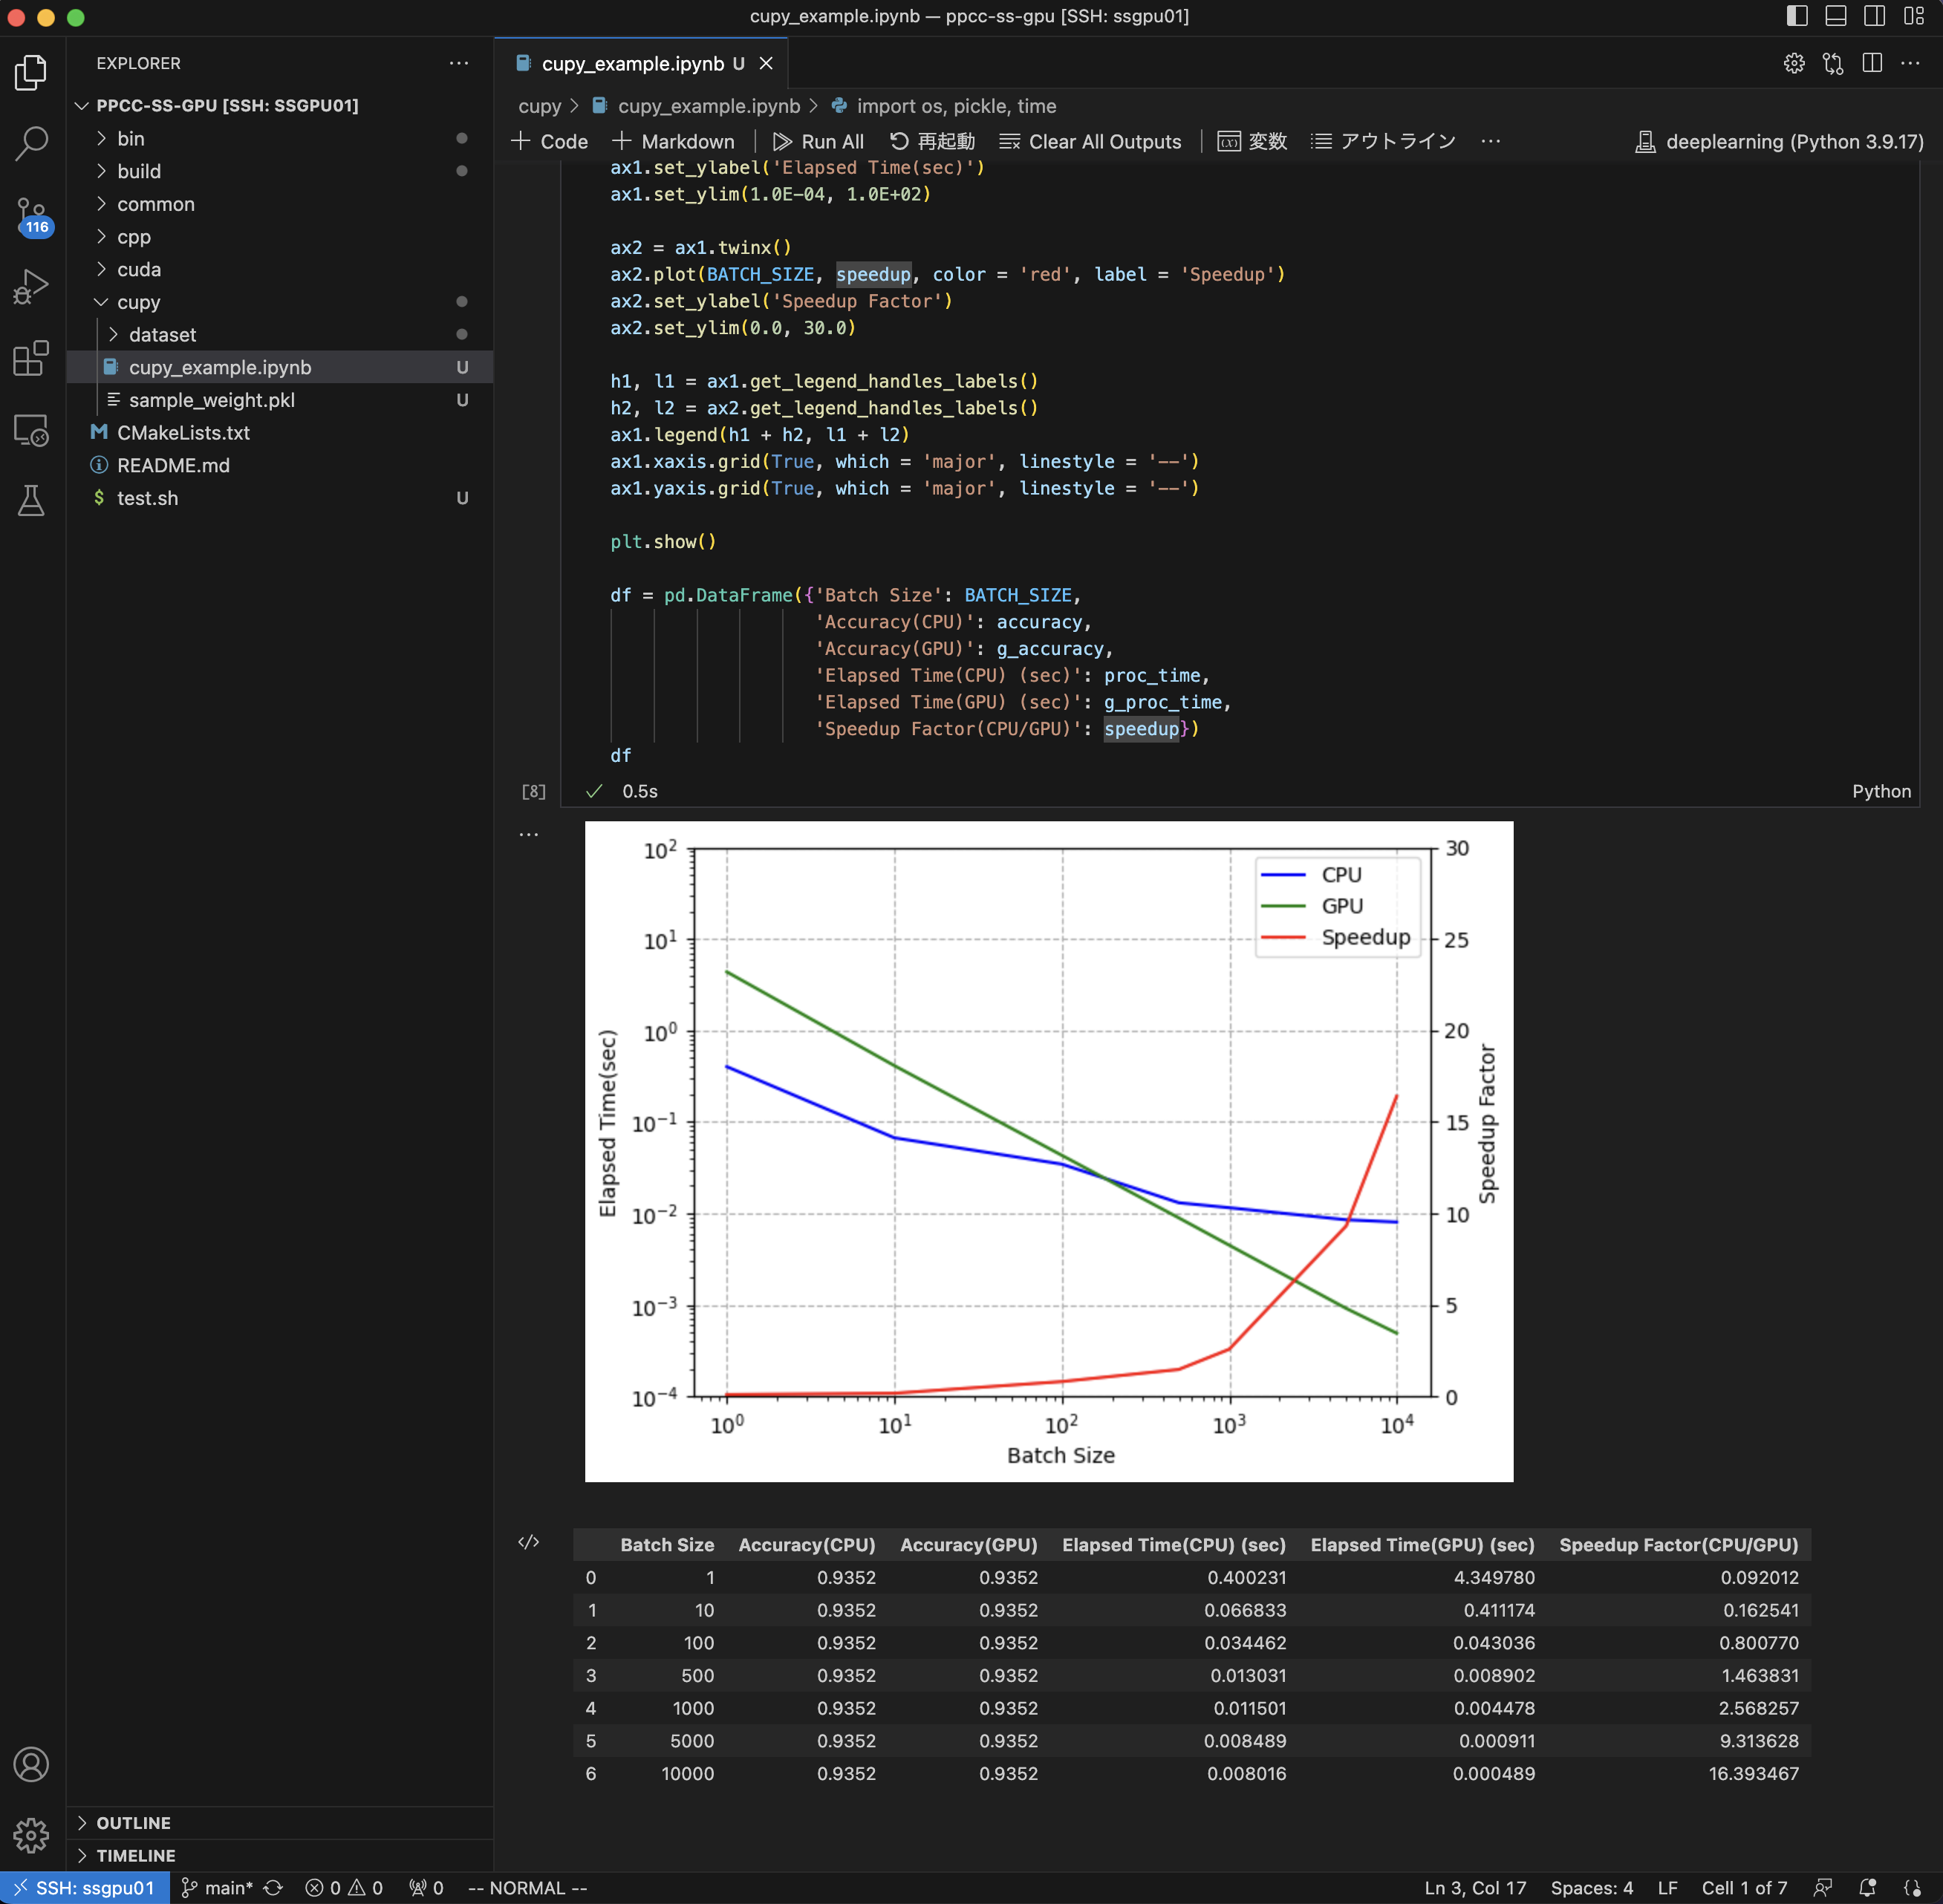 cupy_example.ipynb — ppcc-ss-gpu [SSH: ssgpu01]
EXPLORER
PPCC-SS-GPU [SSH: SSGPU01]
bin
build
common
cpp
cuda
cupy
dataset
cupy_example.ipynb U
sample_weight.pkl U
CMakeLists.txt
README.md
$ test.sh U
116
OUTLINE
TIMELINE
cupy_example.ipynb U
cupy > cupy_example.ipynb > import os, pickle, time
+ Code + Markdown | Run All 再起動 Clear All Outputs | 変数 アウトライン ···
deeplearning (Python 3.9.17)
ax1.set_ylabel('Elapsed Time(sec)')
ax1.set_ylim(1.0E-04, 1.0E+02)
ax2 = ax1.twinx()
ax2.plot(BATCH_SIZE, speedup, color = 'red', label = 'Speedup')
ax2.set_ylabel('Speedup Factor')
ax2.set_ylim(0.0, 30.0)
h1, l1 = ax1.get_legend_handles_labels()
h2, l2 = ax2.get_legend_handles_labels()
ax1.legend(h1 + h2, l1 + l2)
ax1.xaxis.grid(True, which = 'major', linestyle = '--')
ax1.yaxis.grid(True, which = 'major', linestyle = '--')
plt.show()
df = pd.DataFrame({'Batch Size': BATCH_SIZE,
'Accuracy(CPU)': accuracy,
'Accuracy(GPU)': g_accuracy,
'Elapsed Time(CPU) (sec)': proc_time,
'Elapsed Time(GPU) (sec)': g_proc_time,
'Speedup Factor(CPU/GPU)': speedup})
df
[8] 0.5s Python
10² 10¹ 10⁰ 10⁻¹ 10⁻² 10⁻³ 10⁻⁴
Elapsed Time(sec)
CPU
GPU
Speedup
30 25 20 15 10 5 0
Speedup Factor
10⁰ 10¹ 10² 10³ 10⁴
Batch Size
Batch Size Accuracy(CPU) Accuracy(GPU) Elapsed Time(CPU) (sec) Elapsed Time(GPU) (sec) Speedup Factor(CPU/GPU)
0 1 0.9352 0.9352 0.400231 4.349780 0.092012
1 10 0.9352 0.9352 0.066833 0.411174 0.162541
2 100 0.9352 0.9352 0.034462 0.043036 0.800770
3 500 0.9352 0.9352 0.013031 0.008902 1.463831
4 1000 0.9352 0.9352 0.011501 0.004478 2.568257
5 5000 0.9352 0.9352 0.008489 0.000911 9.313628
6 10000 0.9352 0.9352 0.008016 0.000489 16.393467
SSH: ssgpu01 main* 0 0 0 -- NORMAL -- Ln 3, Col 17 Spaces: 4 LF Cell 1 of 7